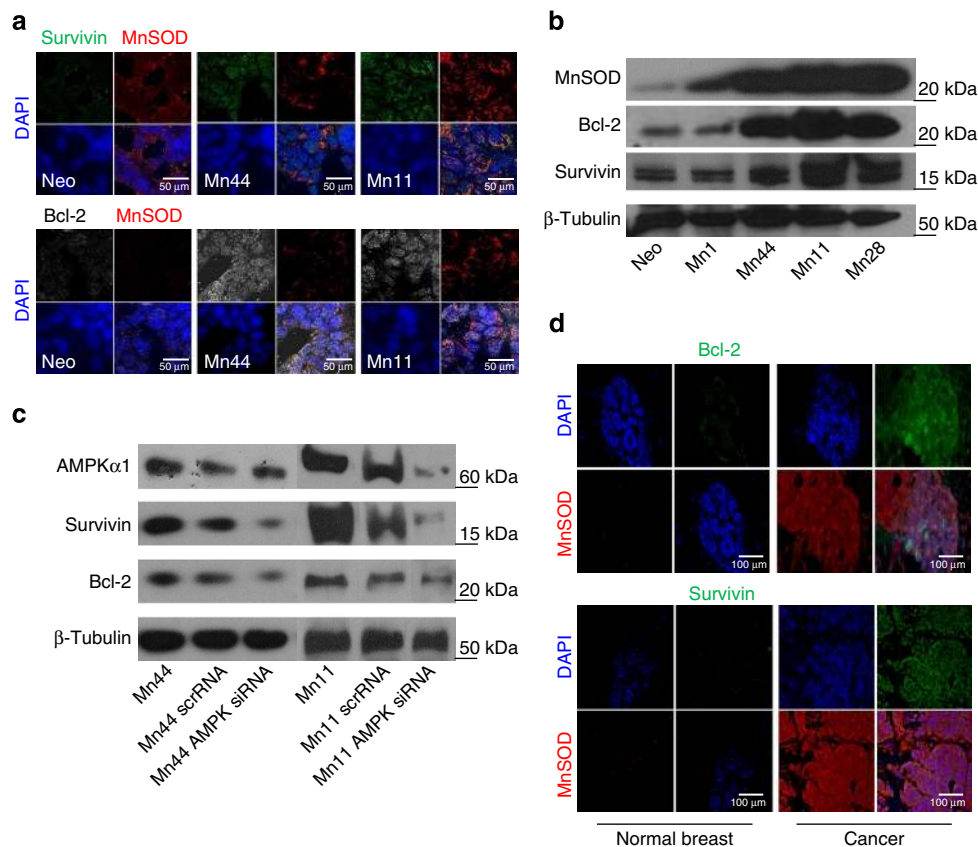 a
Survivin MnSOD
DAPI
Neo
50 µm
Mn44
50 µm
Mn11
50 µm
Bcl-2 MnSOD
DAPI
Neo
50 µm
Mn44
50 µm
Mn11
50 µm
b
MnSOD
20 kDa
Bcl-2
20 kDa
Survivin
15 kDa
β-Tubulin
50 kDa
Neo
Mn1
Mn44
Mn11
Mn28
c
AMPKα1
60 kDa
Survivin
15 kDa
Bcl-2
20 kDa
β-Tubulin
50 kDa
Mn44
Mn44 scrRNA
Mn44 AMPK siRNA
Mn11
Mn11 scrRNA
Mn11 AMPK siRNA
d
Bcl-2
DAPI
MnSOD
100 µm
100 µm
Survivin
DAPI
MnSOD
100 µm
100 µm
Normal breast
Cancer